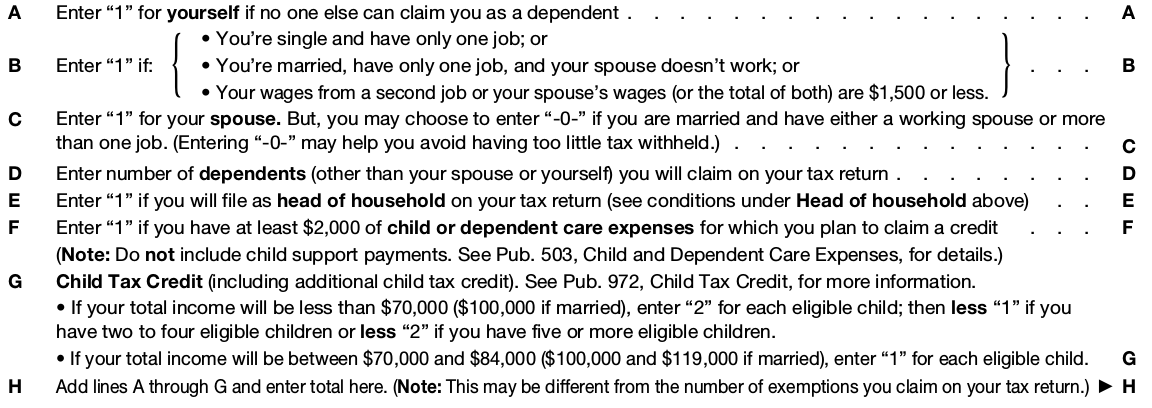 A Enter “1” for yourself if no one else can claim you as a dependent . . . . . . . . . . . . . . . . . . A
• You’re single and have only one job; or
B Enter “1” if: { • You’re married, have only one job, and your spouse doesn’t work; or } . . . B
• Your wages from a second job or your spouse’s wages (or the total of both) are $1,500 or less.
C Enter “1” for your spouse. But, you may choose to enter “-0-” if you are married and have either a working spouse or more
than one job. (Entering “-0-” may help you avoid having too little tax withheld.) . . . . . . . . . . . . . . C
D Enter number of dependents (other than your spouse or yourself) you will claim on your tax return . . . . . . . . D
E Enter “1” if you will file as head of household on your tax return (see conditions under Head of household above) . . E
F Enter “1” if you have at least $2,000 of child or dependent care expenses for which you plan to claim a credit . . . F
(Note: Do not include child support payments. See Pub. 503, Child and Dependent Care Expenses, for details.)
G Child Tax Credit (including additional child tax credit). See Pub. 972, Child Tax Credit, for more information.
• If your total income will be less than $70,000 ($100,000 if married), enter “2” for each eligible child; then less “1” if you
have two to four eligible children or less “2” if you have five or more eligible children.
• If your total income will be between $70,000 and $84,000 ($100,000 and $119,000 if married), enter “1” for each eligible child. G
H Add lines A through G and enter total here. (Note: This may be different from the number of exemptions you claim on your tax return.) ▶ H